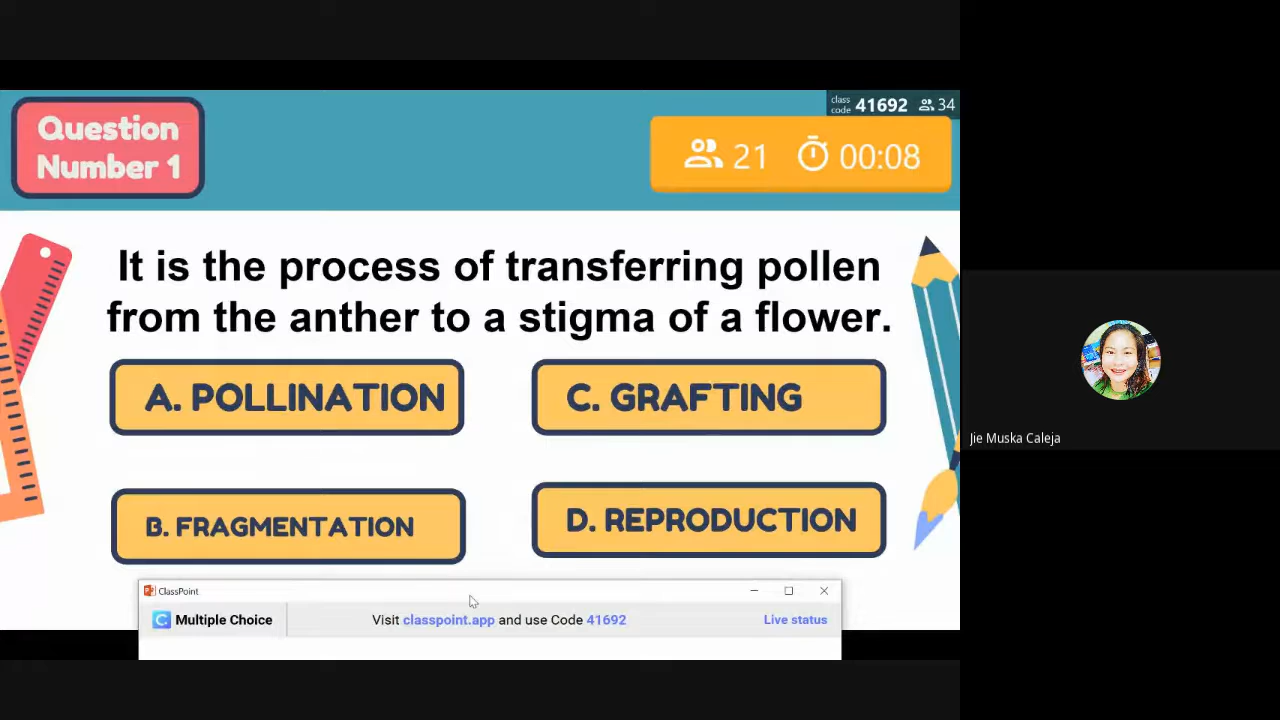 Question
Number 1
class
code 41692 34
21 00:08
It is the process of transferring pollen
from the anther to a stigma of a flower.
A. POLLINATION
C. GRAFTING
B. FRAGMENTATION
D. REPRODUCTION
Jie Muska Caleja
ClassPoint
Multiple Choice
Visit classpoint.app and use Code 41692
Live status